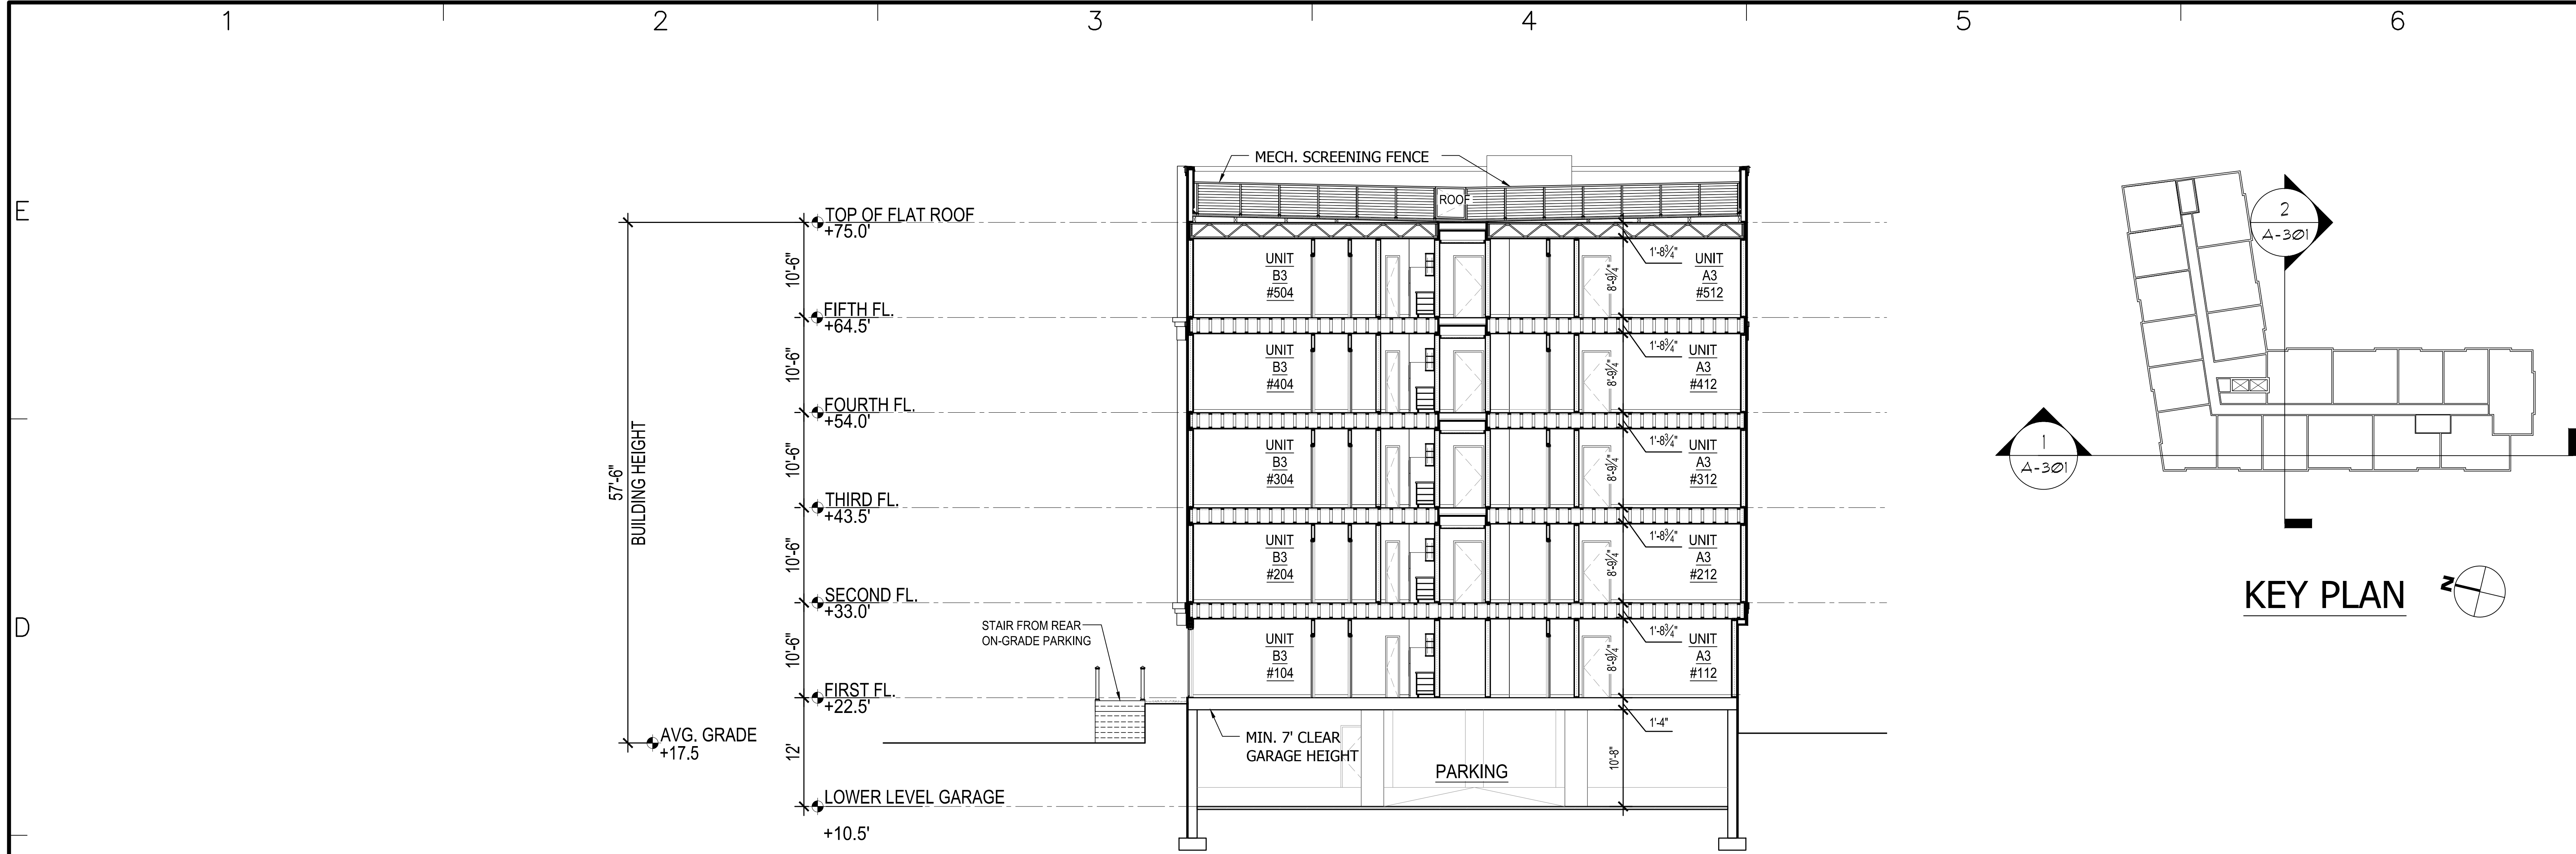 1 2 3 4 5 6
E
D
MECH. SCREENING FENCE
ROOF
TOP OF FLAT ROOF
+75.0'
10'-6"
UNIT
B3
#504
1'-8¾"
8'-9¼"
UNIT
A3
#512
FIFTH FL.
+64.5'
10'-6"
UNIT
B3
#404
1'-8¾"
8'-9¼"
UNIT
A3
#412
FOURTH FL.
+54.0'
10'-6"
UNIT
B3
#304
1'-8¾"
8'-9¼"
UNIT
A3
#312
THIRD FL.
+43.5'
10'-6"
UNIT
B3
#204
1'-8¾"
8'-9¼"
UNIT
A3
#212
SECOND FL.
+33.0'
10'-6"
UNIT
B3
#104
1'-8¾"
8'-9¼"
UNIT
A3
#112
FIRST FL.
+22.5'
57'-6"
BUILDING HEIGHT
STAIR FROM REAR
ON-GRADE PARKING
AVG. GRADE
+17.5
12'
1'-4"
MIN. 7' CLEAR
GARAGE HEIGHT
PARKING
10'-8"
LOWER LEVEL GARAGE
+10.5'
2
A-301
1
A-301
KEY PLAN
N